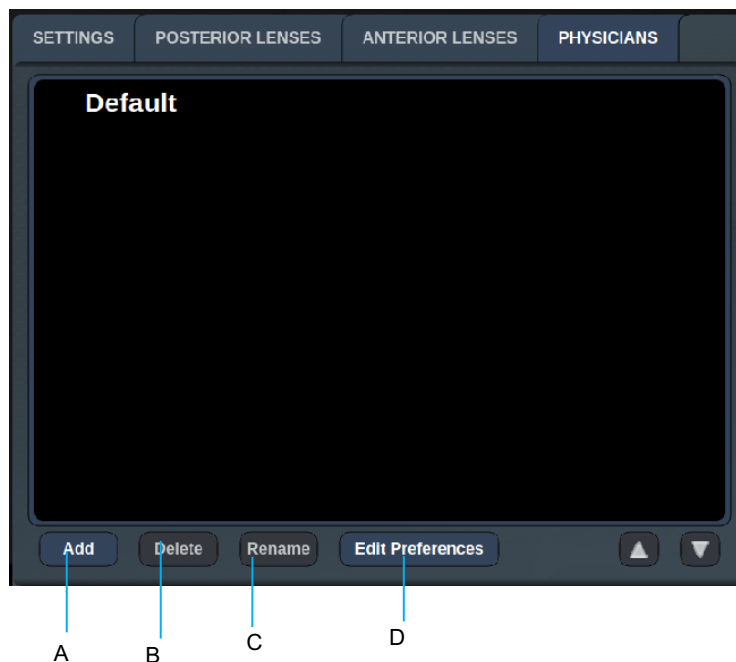 SETTINGS POSTERIOR LENSES ANTERIOR LENSES PHYSICIANS
Default
Add Delete Rename Edit Preferences
A B C D